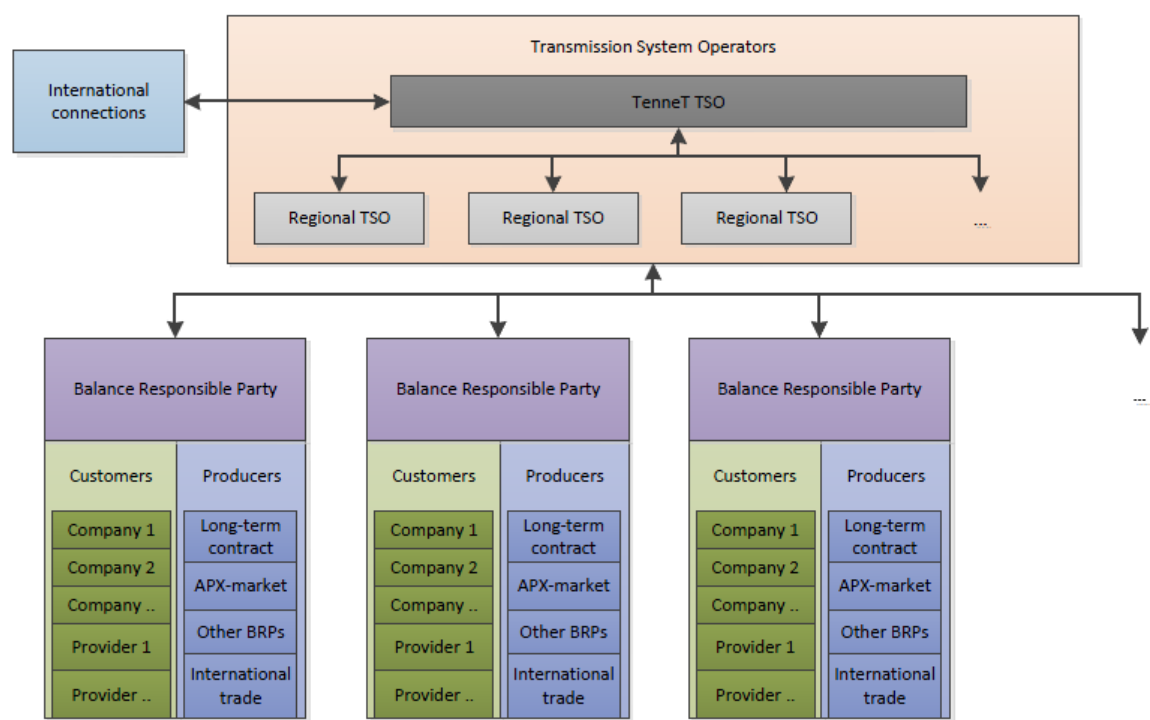 Transmission System Operators
International
connections
TenneT TSO
Regional TSO
Regional TSO
Regional TSO
...
Balance Responsible Party
Balance Responsible Party
Balance Responsible Party
...
Customers
Producers
Company 1
Company 2
Company ..
Provider 1
Provider ..
Long-term
contract
APX-market
Other BRPs
International
trade
Customers
Producers
Company 1
Company 2
Company ..
Provider 1
Provider ..
Long-term
contract
APX-market
Other BRPs
International
trade
Customers
Producers
Company 1
Company 2
Company ..
Provider 1
Provider ..
Long-term
contract
APX-market
Other BRPs
International
trade